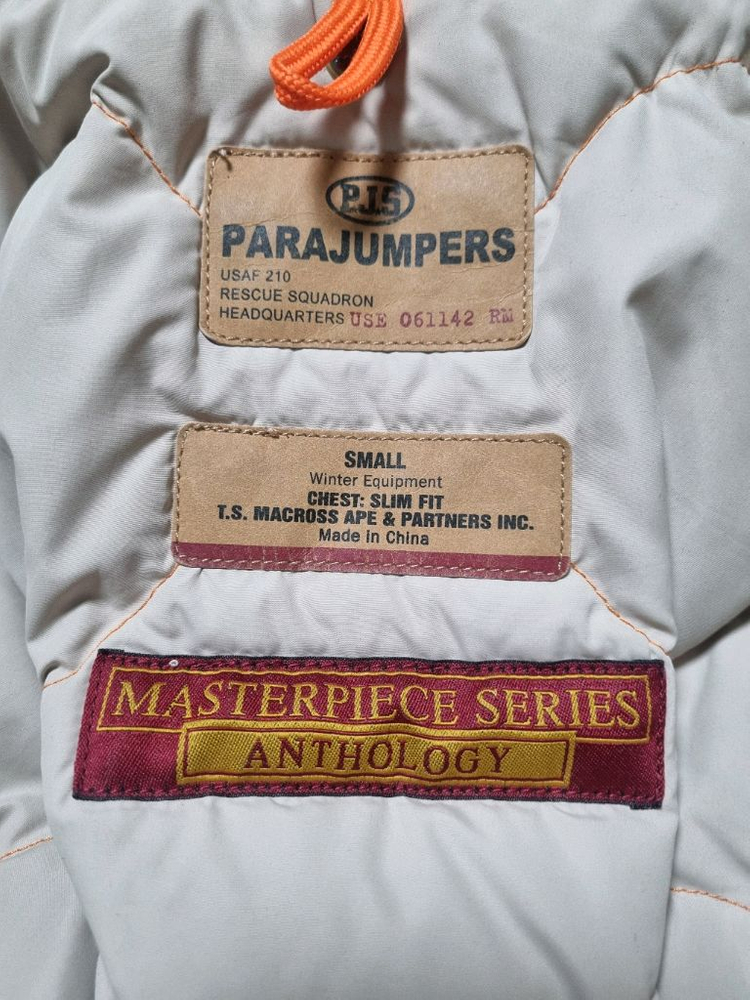 P.J.S
PARAJUMPERS
USAF 210
RESCUE SQUADRON
HEADQUARTERS USE 061142 RM
SMALL
Winter Equipment
CHEST: SLIM FIT
T.S. MACROSS APE & PARTNERS INC.
Made in China
MASTERPIECE SERIES
ANTHOLOGY